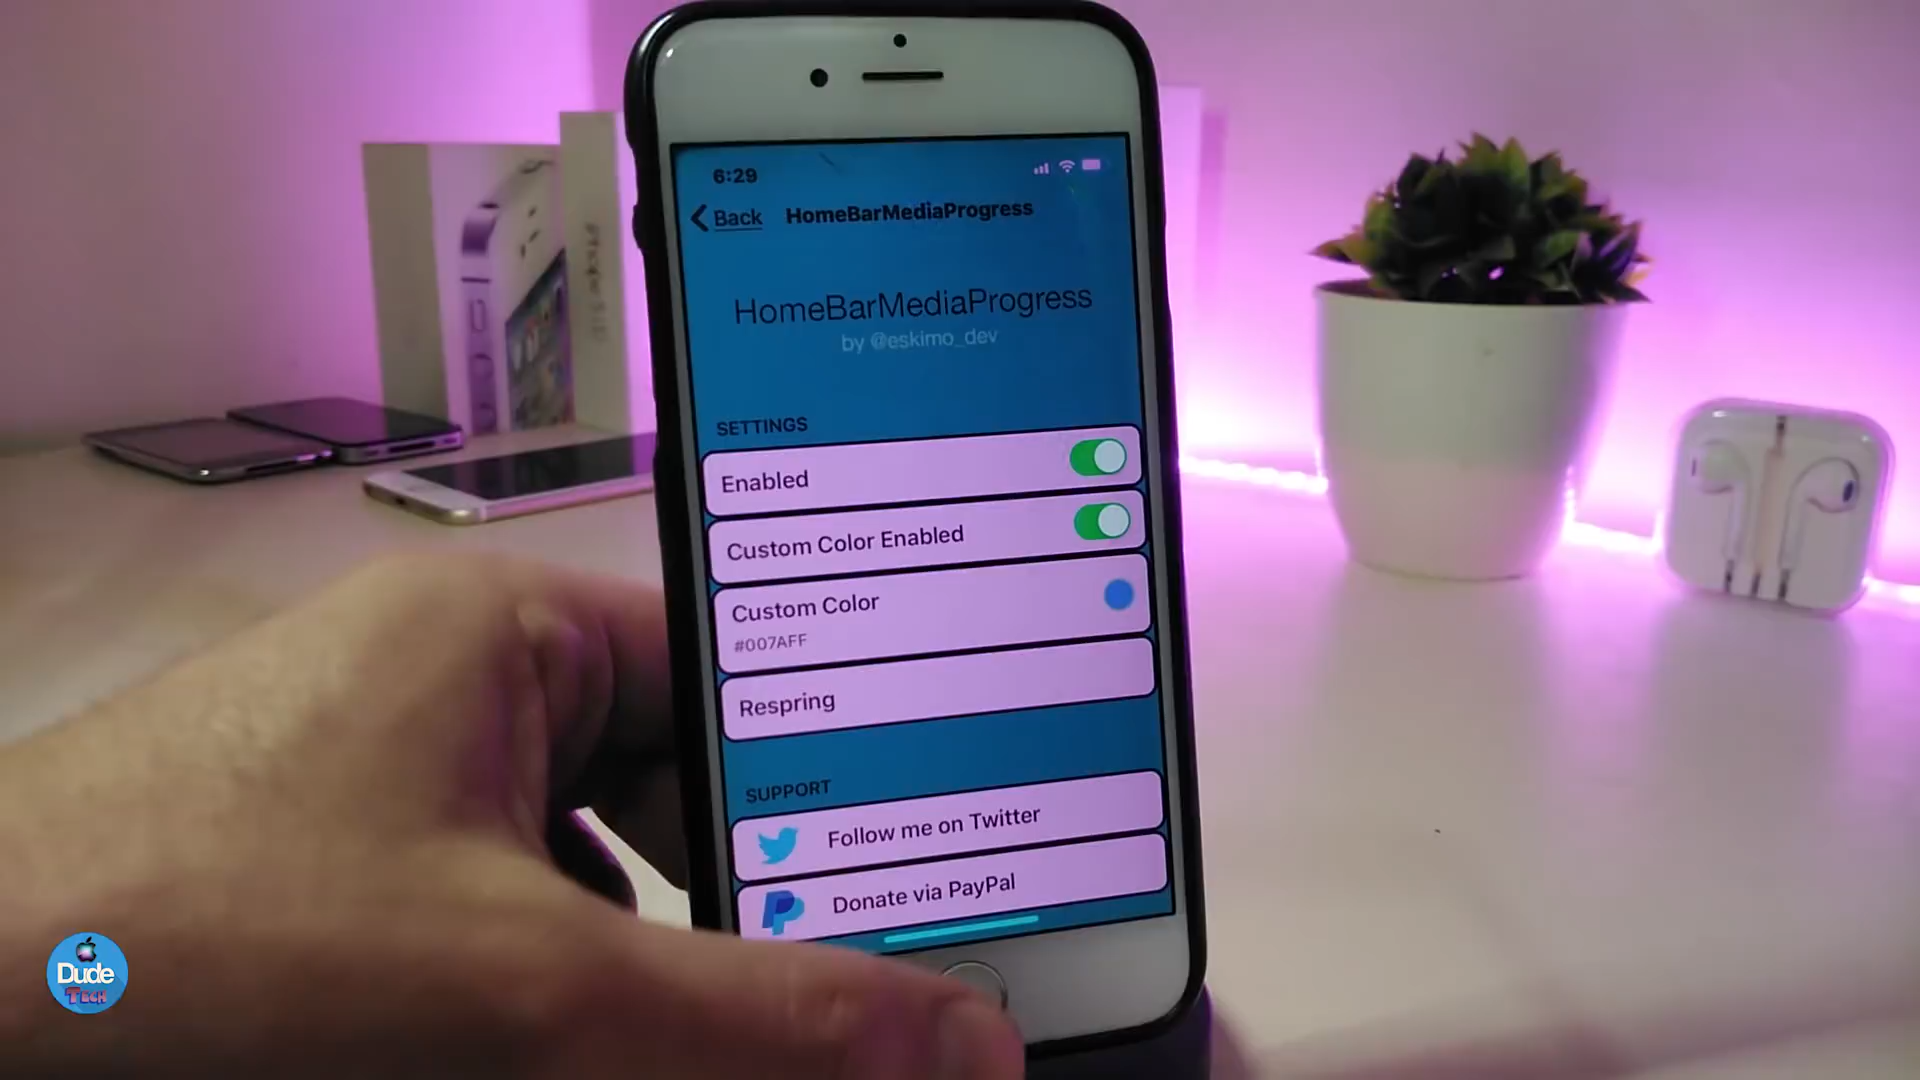 6:29
Back
HomeBarMediaProgress
HomeBarMediaProgress
by @eskimo_dev
SETTINGS
Enabled
Custom Color Enabled
Custom Color
#007AFF
Respring
SUPPORT
Follow me on Twitter
Donate via PayPal
Dude
TECH